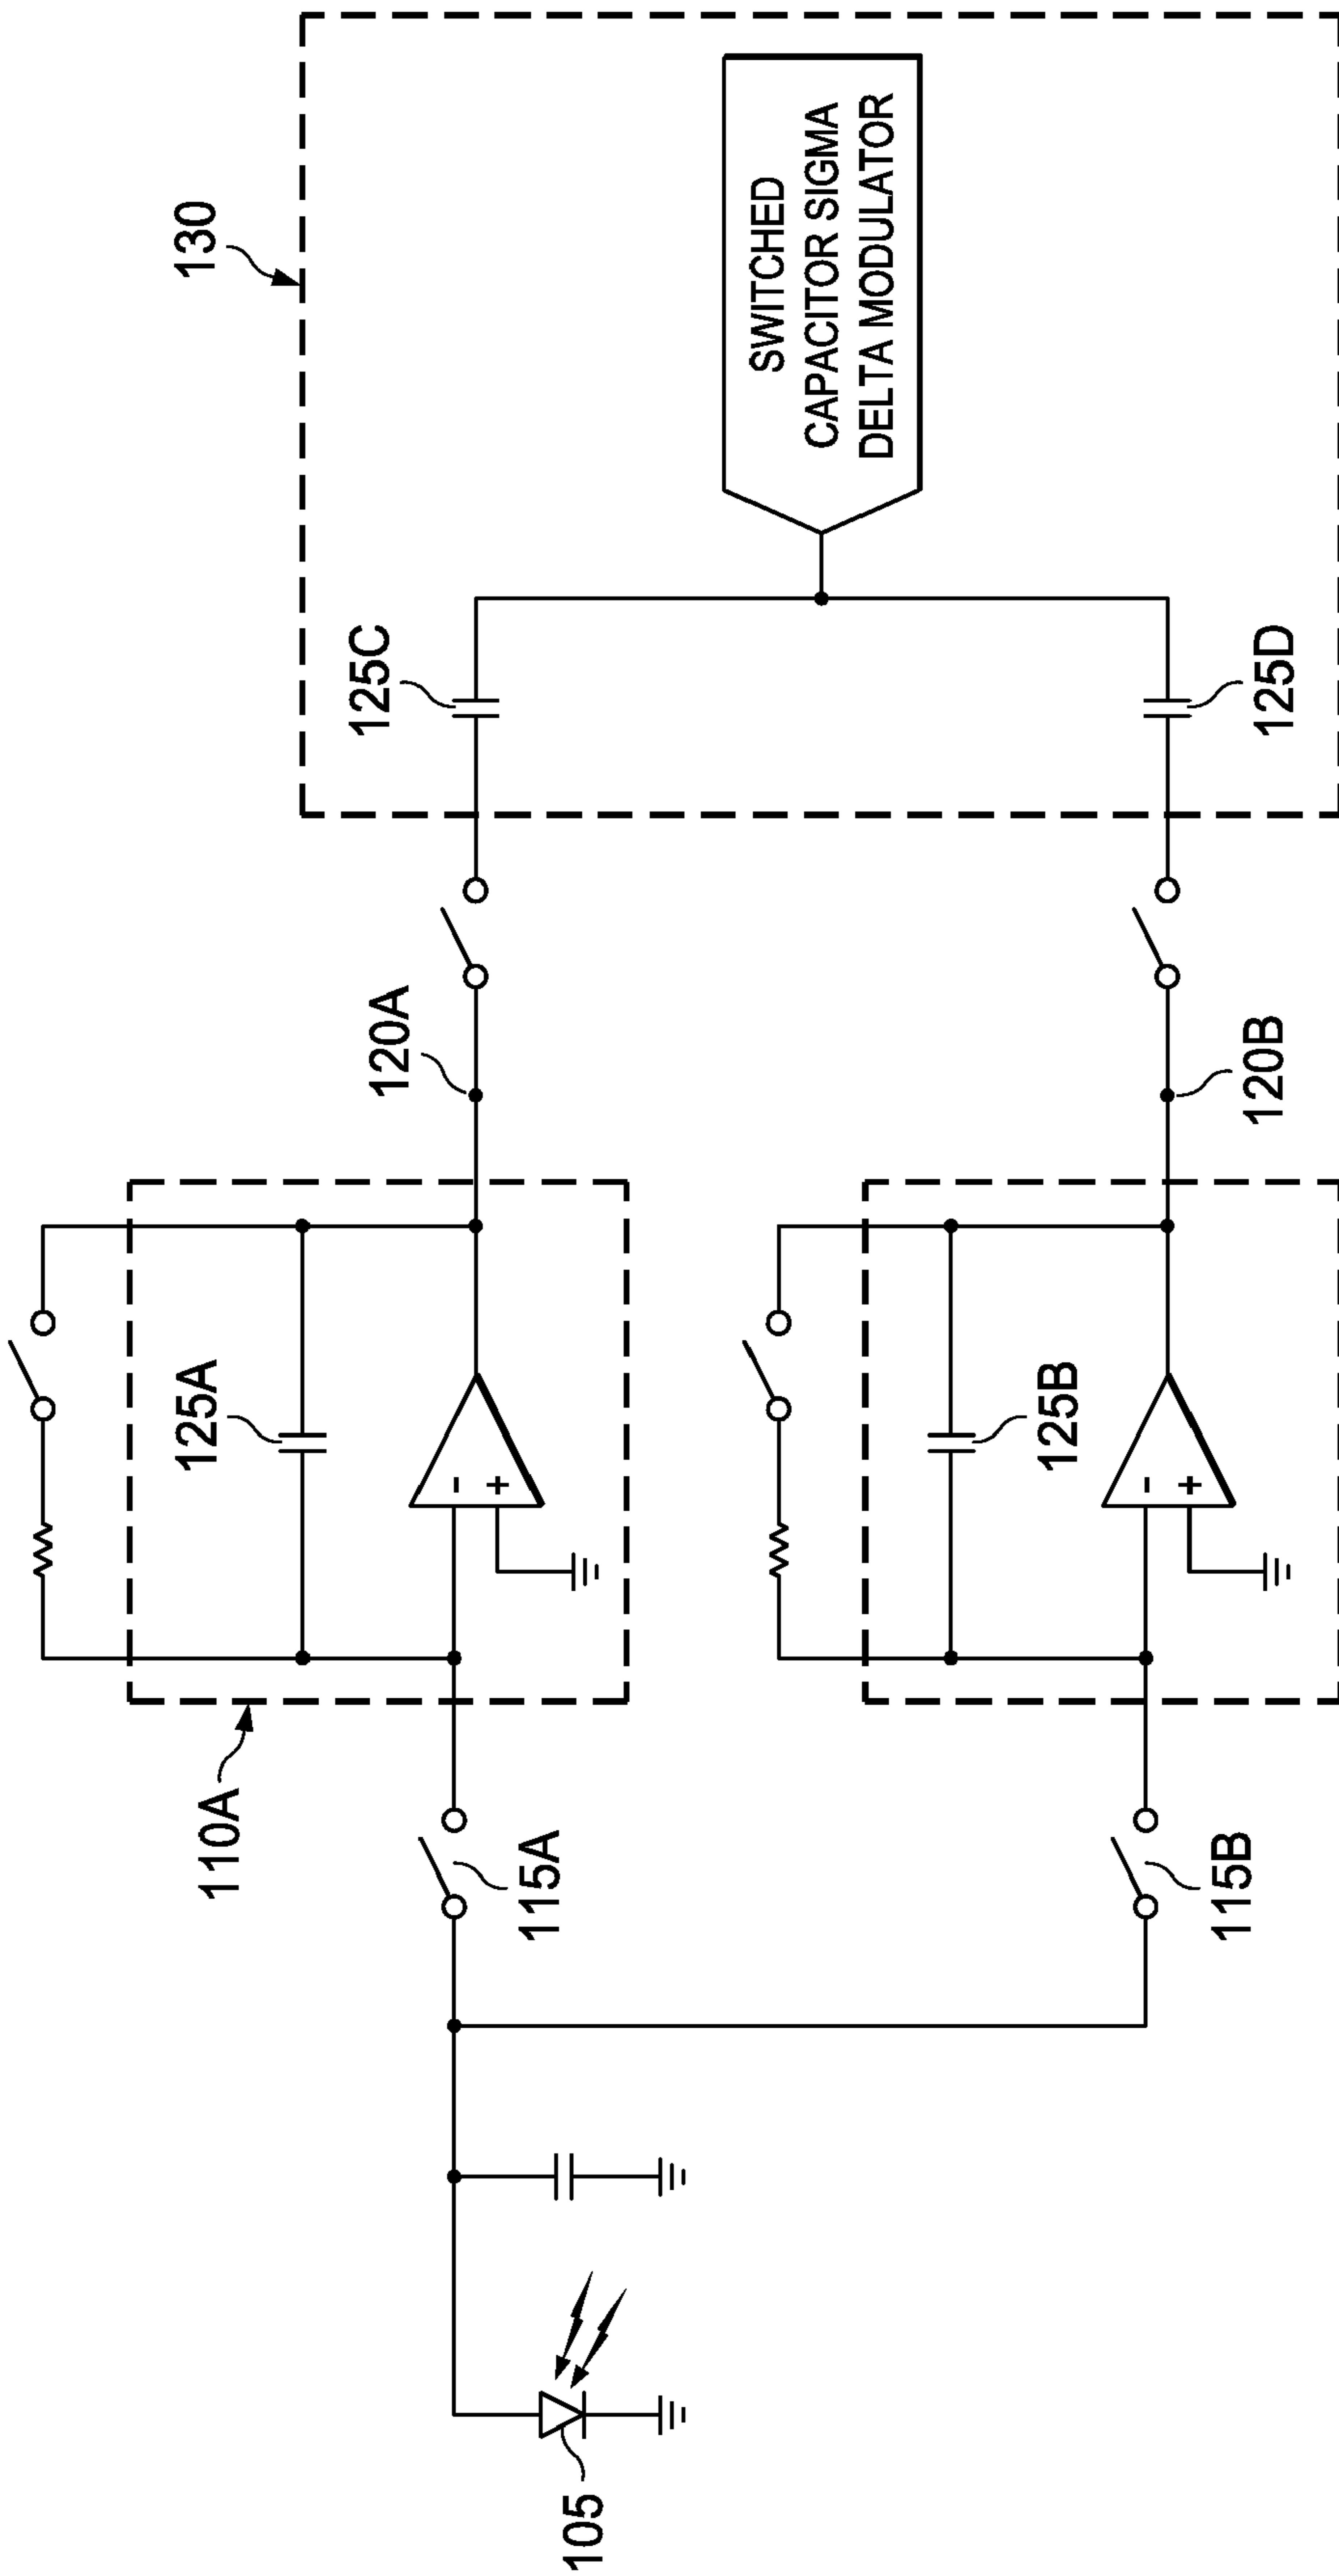 130
SWITCHED
CAPACITOR SIGMA
DELTA MODULATOR
125C
125D
120A
120B
125A
-
+
125B
-
+
110A
115A
115B
105